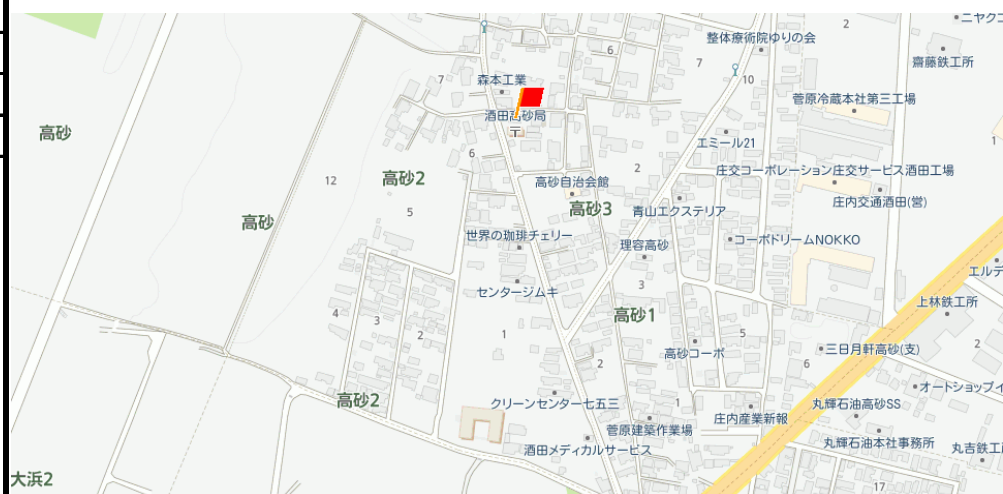 ニヤクコ
2
整体療術院ゆりの会
6
7
齋藤鉄工所
7
森本工業
10
菅原冷蔵本社第三工場
酒田高砂局
〒
高砂
エミール21
1
6
2
庄交コーポレーション庄交サービス酒田工場
12
高砂2
高砂自治会館
庄内交通酒田(営)
5
高砂3
青山エクステリア
高砂
世界の珈琲チェリー
理容高砂
コーポドリームNOKKO
エルデ
センタージムキ
3
上林鉄工所
4
3
2
1
高砂1
5
2
高砂コーポ
三日月軒高砂(支)
2
6
オートショップイ
高砂2
クリーンセンター七五三
1
庄内産業新報
丸輝石油高砂SS
菅原建築作業場
丸輝石油本社事務所
丸吉鉄工
酒田メディカルサービス
大浜2
17